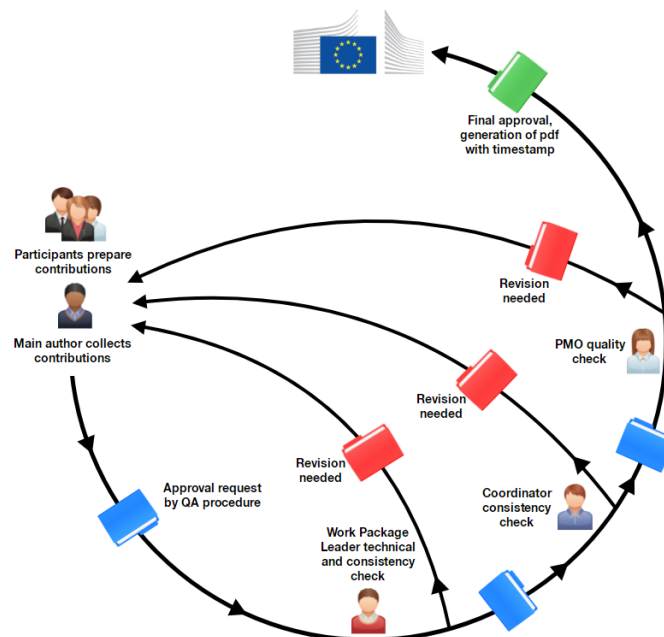 Final approval,
generation of pdf
with timestamp
Participants prepare
contributions
Revision
needed
Main author collects
contributions
PMO quality
check
Revision
needed
Revision
needed
Approval request
by QA procedure
Coordinator
consistency
check
Work Package
Leader technical
and consistency
check